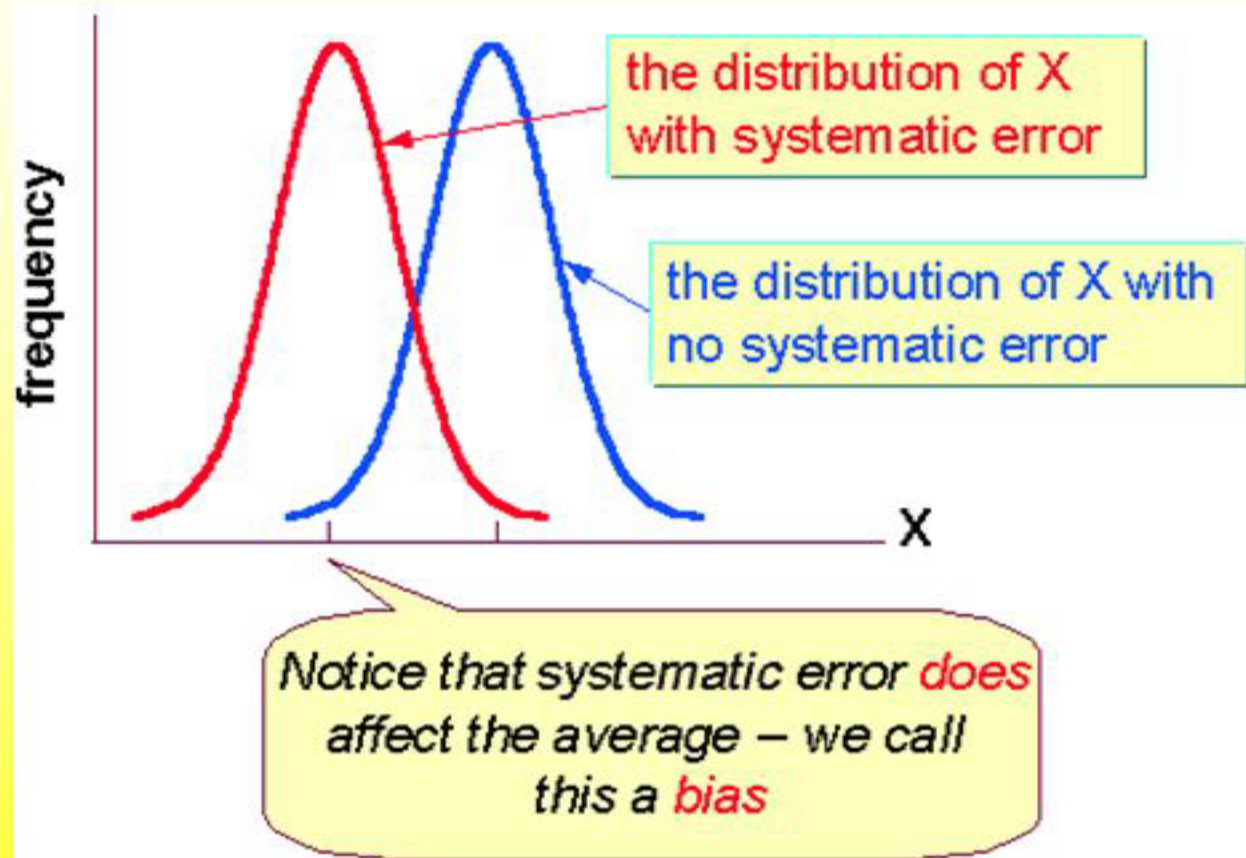 the distribution of X
with systematic error
frequency
the distribution of X with
no systematic error
X
Notice that systematic error does
affect the average – we call
this a bias